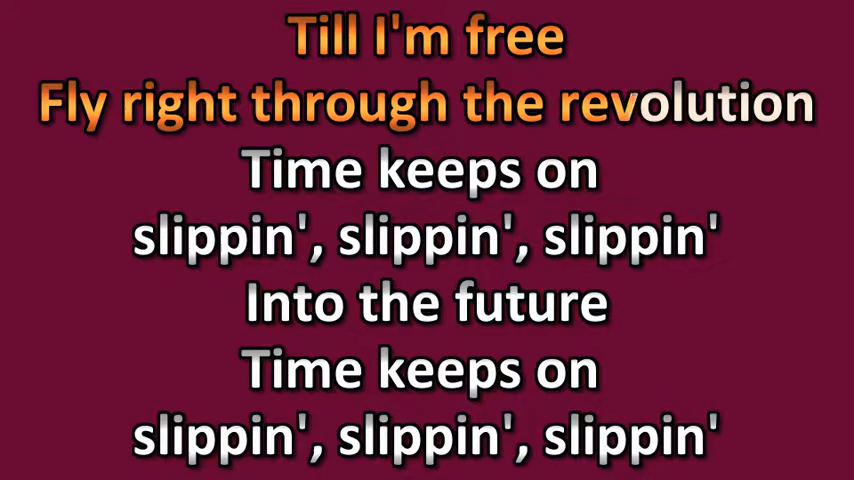 Till I'm free
Fly right through the revolution
Time keeps on
slippin', slippin', slippin'
Into the future
Time keeps on
slippin', slippin', slippin'